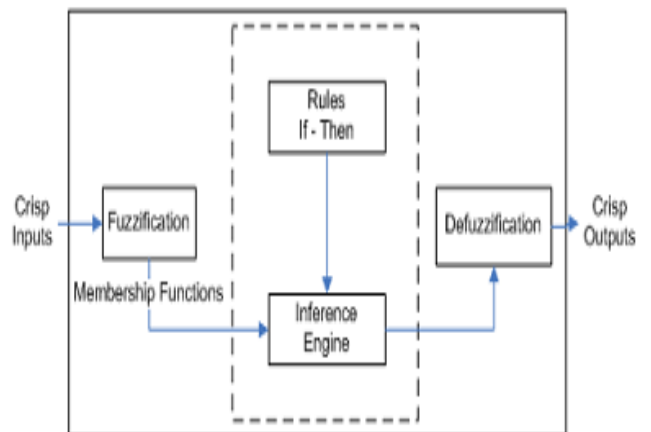 Rules
If - Then
Crisp
Inputs
Fuzzification
Defuzzification
Crisp
Outputs
Membership Functions
Inference
Engine